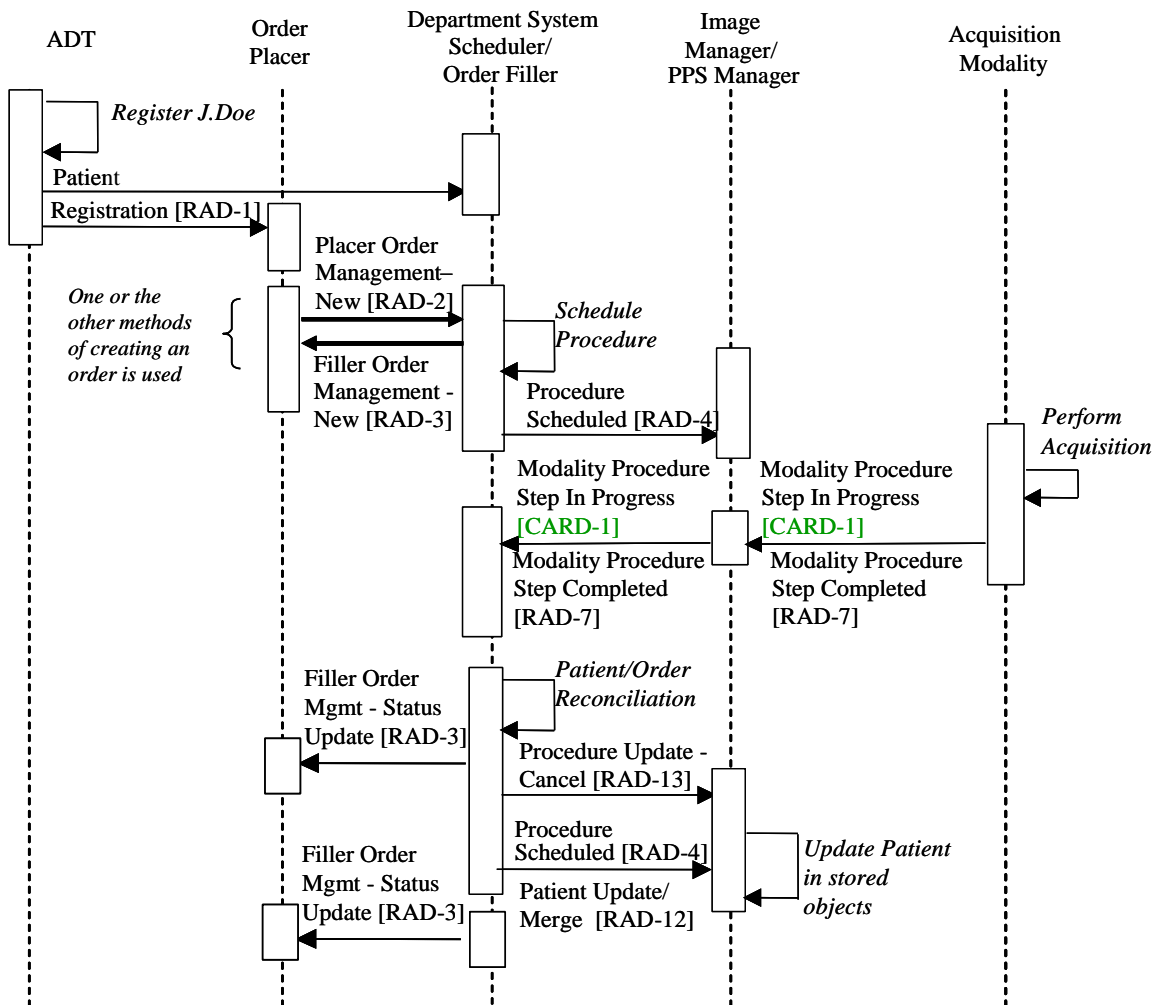 ADT
Order
Placer
Department System
Scheduler/
Order Filler
Image
Manager/
PPS Manager
Acquisition
Modality
Register J.Doe
Patient
Registration [RAD-1]
Placer Order
Management–
New [RAD-2]
One or the
other methods
of creating an
order is used
Schedule
Procedure
Filler Order
Management -
New [RAD-3]
Procedure
Scheduled [RAD-4]
Perform
Acquisition
Modality Procedure
Step In Progress
[CARD-1]
Modality Procedure
Step In Progress
[CARD-1]
Modality Procedure
Step Completed
[RAD-7]
Modality Procedure
Step Completed
[RAD-7]
Patient/Order
Reconciliation
Filler Order
Mgmt - Status
Update [RAD-3]
Procedure Update -
Cancel [RAD-13]
Procedure
Scheduled [RAD-4]
Update Patient
in stored
objects
Filler Order
Mgmt - Status
Update [RAD-3]
Patient Update/
Merge [RAD-12]